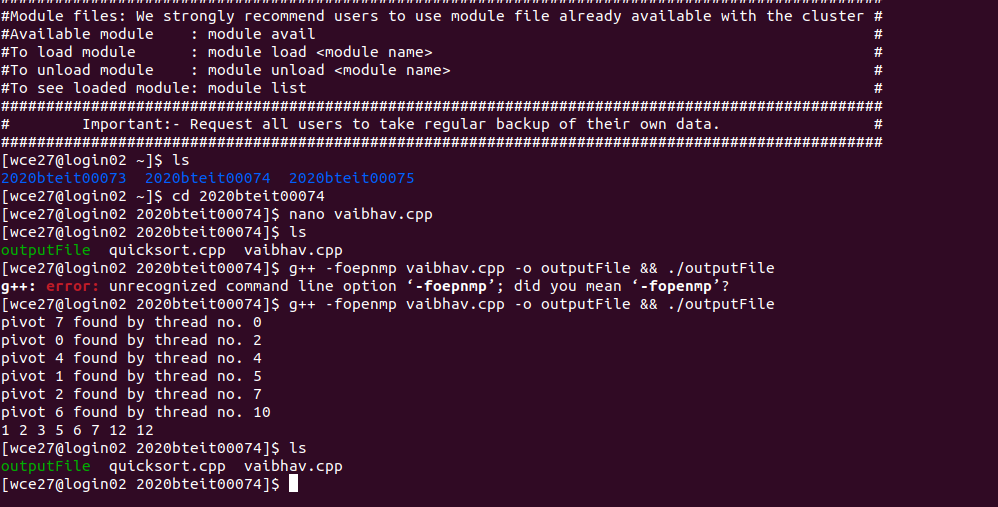 ###################################################################################################
#Module files: We strongly recommend users to use module file already available with the cluster #
#Available module    : module avail                                                              #
#To load module      : module load <module name>                                                 #
#To unload module    : module unload <module name>                                               #
#To see loaded module: module list                                                               #
##################################################################################################
#        Important:- Request all users to take regular backup of their own data.                 #
##################################################################################################
[wce27@login02 ~]$ ls
2020bteit00073  2020bteit00074  2020bteit00075
[wce27@login02 ~]$ cd 2020bteit00074
[wce27@login02 2020bteit00074]$ nano vaibhav.cpp
[wce27@login02 2020bteit00074]$ ls
outputFile  quicksort.cpp  vaibhav.cpp
[wce27@login02 2020bteit00074]$ g++ -foepnmp vaibhav.cpp -o outputFile && ./outputFile
g++: error: unrecognized command line option ‘-foepnmp’; did you mean ‘-fopenmp’?
[wce27@login02 2020bteit00074]$ g++ -fopenmp vaibhav.cpp -o outputFile && ./outputFile
pivot 7 found by thread no. 0
pivot 0 found by thread no. 2
pivot 4 found by thread no. 4
pivot 1 found by thread no. 5
pivot 2 found by thread no. 7
pivot 6 found by thread no. 10
1 2 3 5 6 7 12 12
[wce27@login02 2020bteit00074]$ ls
outputFile  quicksort.cpp  vaibhav.cpp
[wce27@login02 2020bteit00074]$